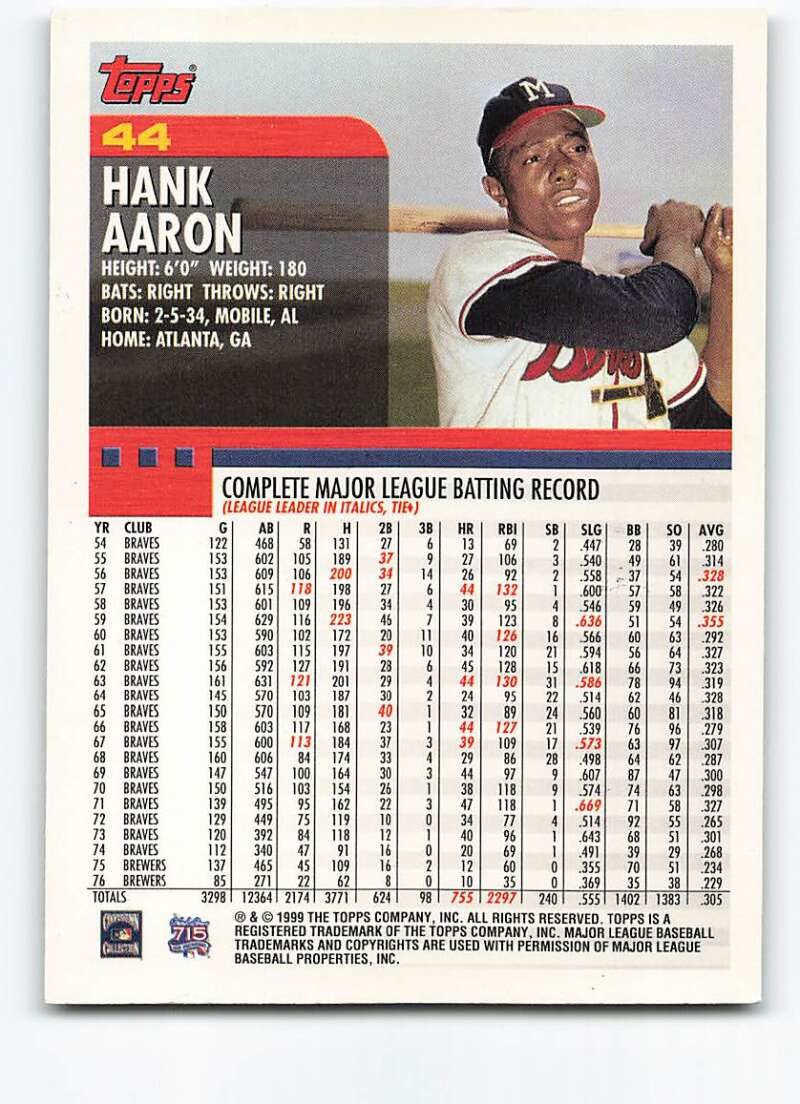 Topps®
44
HANK
AARON
HEIGHT: 6'0" WEIGHT: 180
BATS: RIGHT THROWS: RIGHT
BORN: 2-5-34, MOBILE, AL
HOME: ATLANTA, GA
M
Braves
COMPLETE MAJOR LEAGUE BATTING RECORD
(LEAGUE LEADER IN ITALICS, TIE♦)
YR CLUB G AB R H 2B 3B HR RBI SB SLG BB SO AVG
54 BRAVES 122 468 58 131 27 6 13 69 2 .447 28 39 .280
55 BRAVES 153 602 105 189 37 9 27 106 3 .540 49 61 .314
56 BRAVES 153 609 106 200 34 14 26 92 2 .558 37 54 .328
57 BRAVES 151 615 118 198 27 6 44 132 1 .600 57 58 .322
58 BRAVES 153 601 109 196 34 4 30 95 4 .546 59 49 .326
59 BRAVES 154 629 116 223 46 7 39 123 8 .636 51 54 .355
60 BRAVES 153 590 102 172 20 11 40 126 16 .566 60 63 .292
61 BRAVES 155 603 115 197 39 10 34 120 21 .594 56 64 .327
62 BRAVES 156 592 127 191 28 6 45 128 15 .618 66 73 .323
63 BRAVES 161 631 121 201 29 4 44 130 31 .586 78 94 .319
64 BRAVES 145 570 103 187 30 2 24 95 22 .514 62 46 .328
65 BRAVES 150 570 109 181 40 1 32 89 24 .560 60 81 .318
66 BRAVES 158 603 117 168 23 1 44 127 21 .539 76 96 .279
67 BRAVES 155 600 113 184 37 3 39 109 17 .573 63 97 .307
68 BRAVES 160 606 84 174 33 4 29 86 28 .498 64 62 .287
69 BRAVES 147 547 100 164 30 3 44 97 9 .607 87 47 .300
70 BRAVES 150 516 103 154 26 1 38 118 9 .574 74 63 .298
71 BRAVES 139 495 95 162 22 3 47 118 1 .669 71 58 .327
72 BRAVES 129 449 75 119 10 0 34 77 4 .514 92 55 .265
73 BRAVES 120 392 84 118 12 1 40 96 1 .643 68 51 .301
74 BRAVES 112 340 47 91 16 0 20 69 1 .491 39 29 .268
75 BREWERS 137 465 45 109 16 2 12 60 0 .355 70 51 .234
76 BREWERS 85 271 22 62 8 0 10 35 0 .369 35 38 .229
TOTALS 3298 12364 2174 3771 624 98 755 2297 240 .555 1402 1383 .305
COOPERSTOWN
COLLECTION
715
® & © 1999 THE TOPPS COMPANY, INC. ALL RIGHTS RESERVED. TOPPS IS A
REGISTERED TRADEMARK OF THE TOPPS COMPANY, INC. MAJOR LEAGUE BASEBALL
TRADEMARKS AND COPYRIGHTS ARE USED WITH PERMISSION OF MAJOR LEAGUE
BASEBALL PROPERTIES, INC.